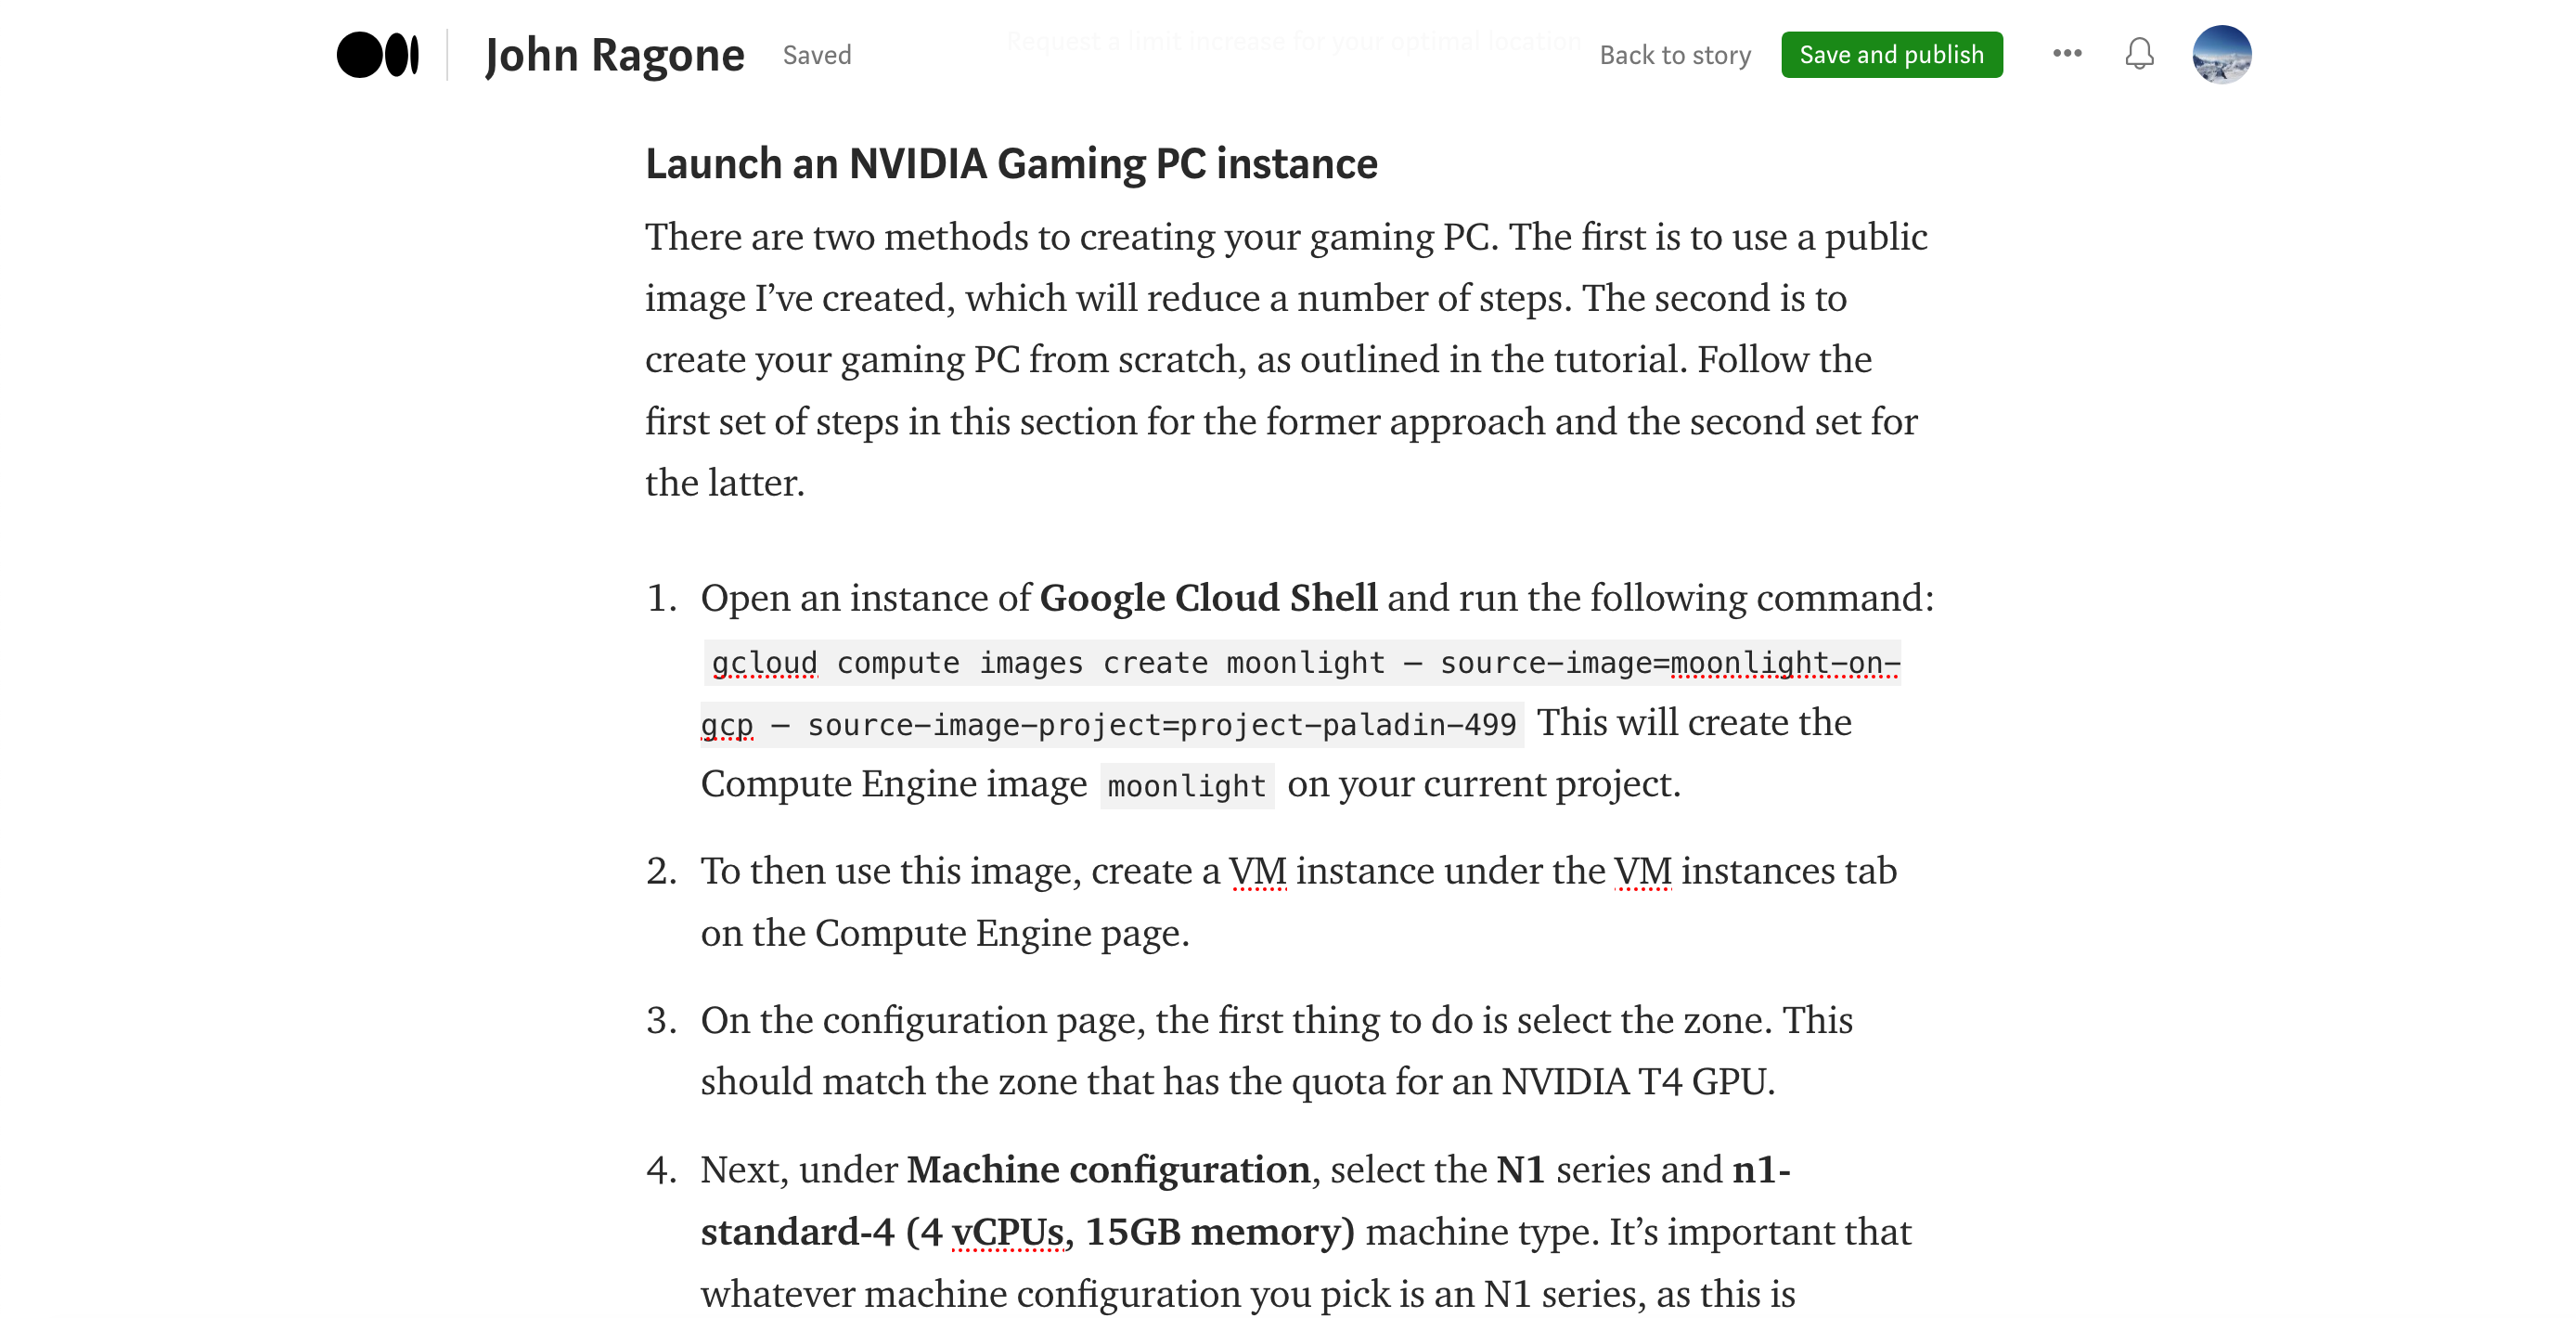 John Ragone
Saved
Request a limit increase for your optimal location
Back to story
Save and publish
Launch an NVIDIA Gaming PC instance
There are two methods to creating your gaming PC. The first is to use a public
image I’ve created, which will reduce a number of steps. The second is to
create your gaming PC from scratch, as outlined in the tutorial. Follow the
first set of steps in this section for the former approach and the second set for
the latter.
1. Open an instance of Google Cloud Shell and run the following command:
gcloud compute images create moonlight — source-image=moonlight-on-
gcp — source-image-project=project-paladin-499 This will create the
Compute Engine image moonlight on your current project.
2. To then use this image, create a VM instance under the VM instances tab
on the Compute Engine page.
3. On the configuration page, the first thing to do is select the zone. This
should match the zone that has the quota for an NVIDIA T4 GPU.
4. Next, under Machine configuration, select the N1 series and n1-
standard-4 (4 vCPUs, 15GB memory) machine type. It’s important that
whatever machine configuration you pick is an N1 series, as this is